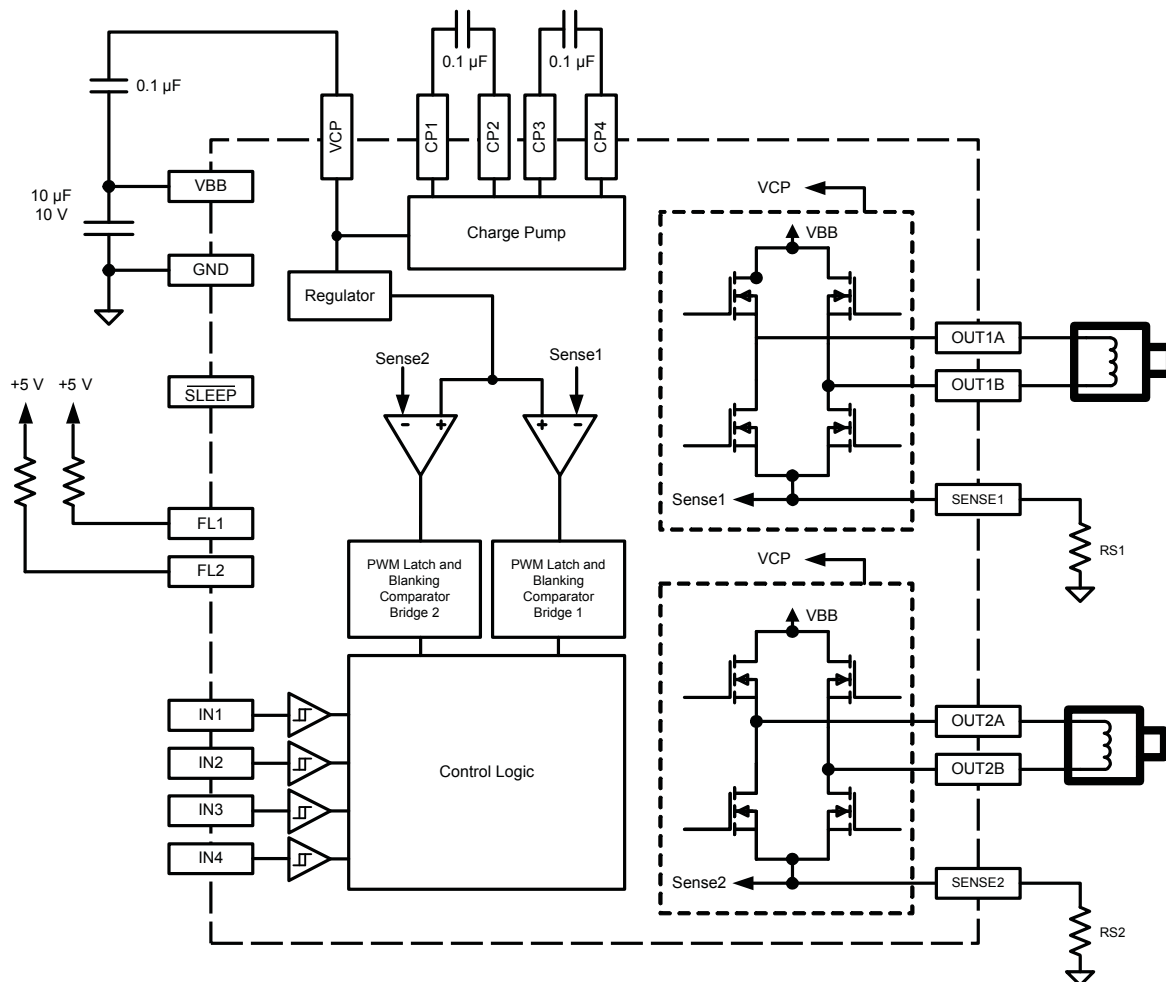 0.1 µF
0.1 µF
0.1 µF
VCP
CP1
CP2
CP3
CP4
VBB
10 µF
10 V
GND
Charge Pump
Regulator
VCP
VBB
OUT1A
OUT1B
Sense2
Sense1
+5 V
+5 V
SLEEP
- +
+ -
Sense1
SENSE1
RS1
FL1
FL2
PWM Latch and
Blanking
Comparator
Bridge 2
PWM Latch and
Blanking
Comparator
Bridge 1
VCP
VBB
IN1
IN2
IN3
IN4
Control Logic
OUT2A
OUT2B
Sense2
SENSE2
RS2